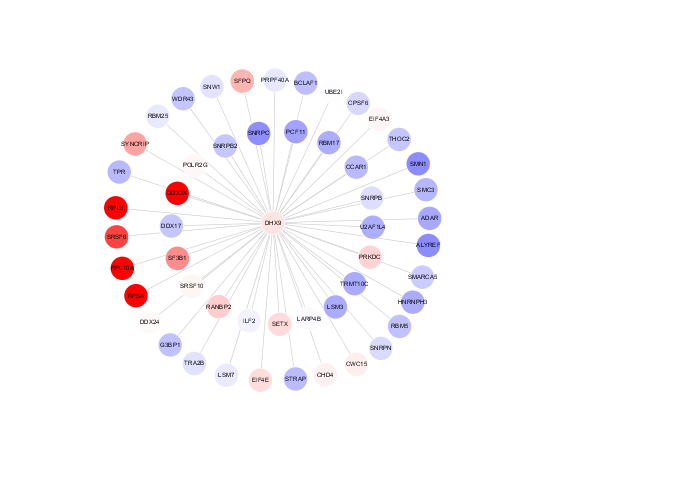 SFPQ
PRPF40A
BCLAF1
SNW1
UBE2I
WDR43
CPSF6
RBM25
EIF4A3
SNRPC
PCF11
THOC2
SYNCRIP
SNRPB2
RBM17
POLR2G
CCAR1
SMN1
TPR
DDX3X
SNRPB
SMC3
RPL8
ADAR
DHX9
DDX17
U2AF1L4
SRSF6
ALYREF
SF3B1
PRKDC
RPL10A
SMARCA5
SRSF10
TRMT10C
RPSA
HNRNPH3
RANBP2
LSM3
DDX24
ILF2
SETX
LARP4B
RBM5
G3BP1
SNRPN
TRA2B
CWC15
LSM7
EIF4E
STRAP
CHD4